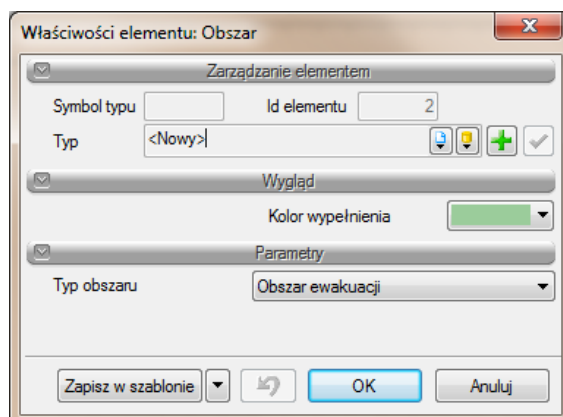 Właściwości elementu: Obszar
Zarządzanie elementem
Symbol typu Id elementu 2
Typ <Nowy>
Wygląd
Kolor wypełnienia
Parametry
Typ obszaru Obszar ewakuacji
Zapisz w szablonie OK Anuluj